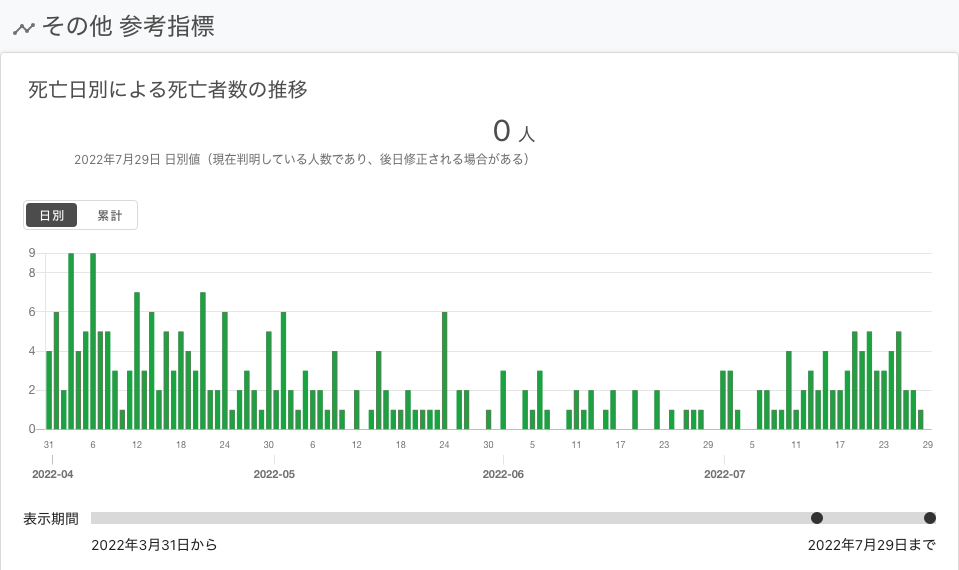 その他 参考指標
死亡日別による死亡者数の推移
0 人
2022年7月29日 日別値（現在判明している人数であり、後日修正される場合がある）
日別 累計
9
8
6
4
2
0
31 6 12 18 24 30 6 12 18 24 30 5 11 17 23 29 5 11 17 23 29
2022-04 2022-05 2022-06 2022-07
表示期間
2022年3月31日から 2022年7月29日まで